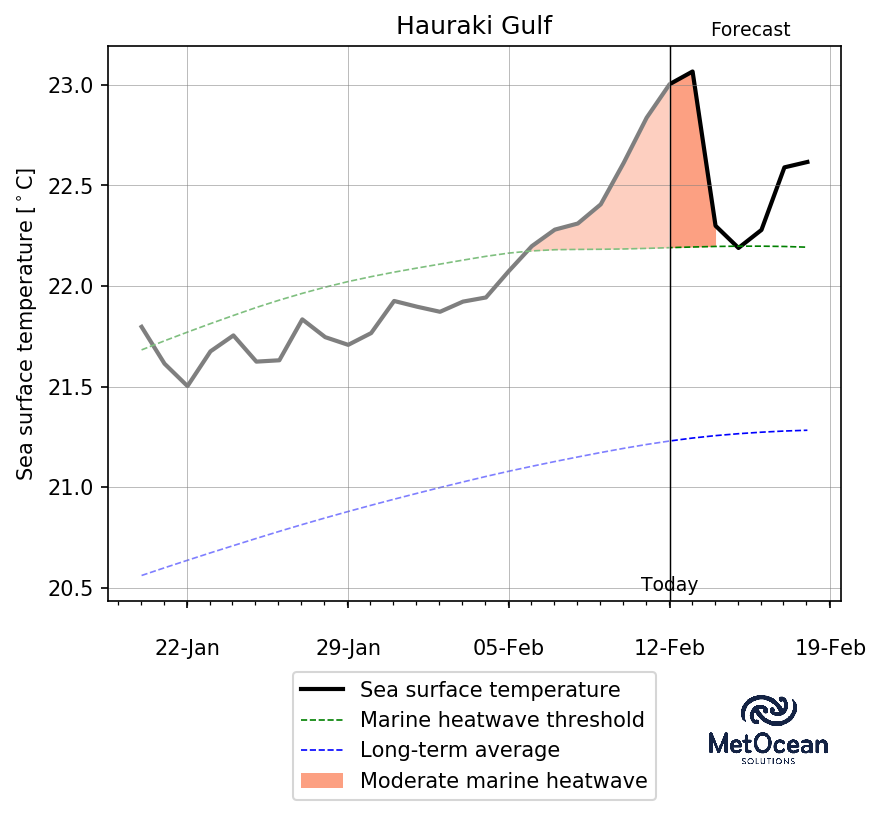 Hauraki Gulf
Forecast
Sea surface temperature [°C]
23.0
22.5
22.0
21.5
21.0
20.5
Today
22-Jan 29-Jan 05-Feb 12-Feb 19-Feb
Sea surface temperature
Marine heatwave threshold
Long-term average
Moderate marine heatwave
MetOcean
SOLUTIONS